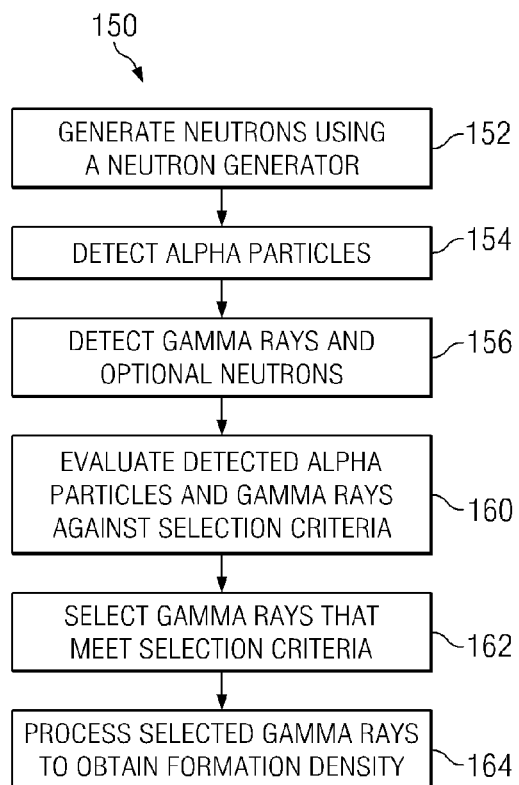 150
GENERATE NEUTRONS USING
A NEUTRON GENERATOR
152
DETECT ALPHA PARTICLES
154
DETECT GAMMA RAYS AND
OPTIONAL NEUTRONS
156
EVALUATE DETECTED ALPHA
PARTICLES AND GAMMA RAYS
AGAINST SELECTION CRITERIA
160
SELECT GAMMA RAYS THAT
MEET SELECTION CRITERIA
162
PROCESS SELECTED GAMMA RAYS
TO OBTAIN FORMATION DENSITY
164